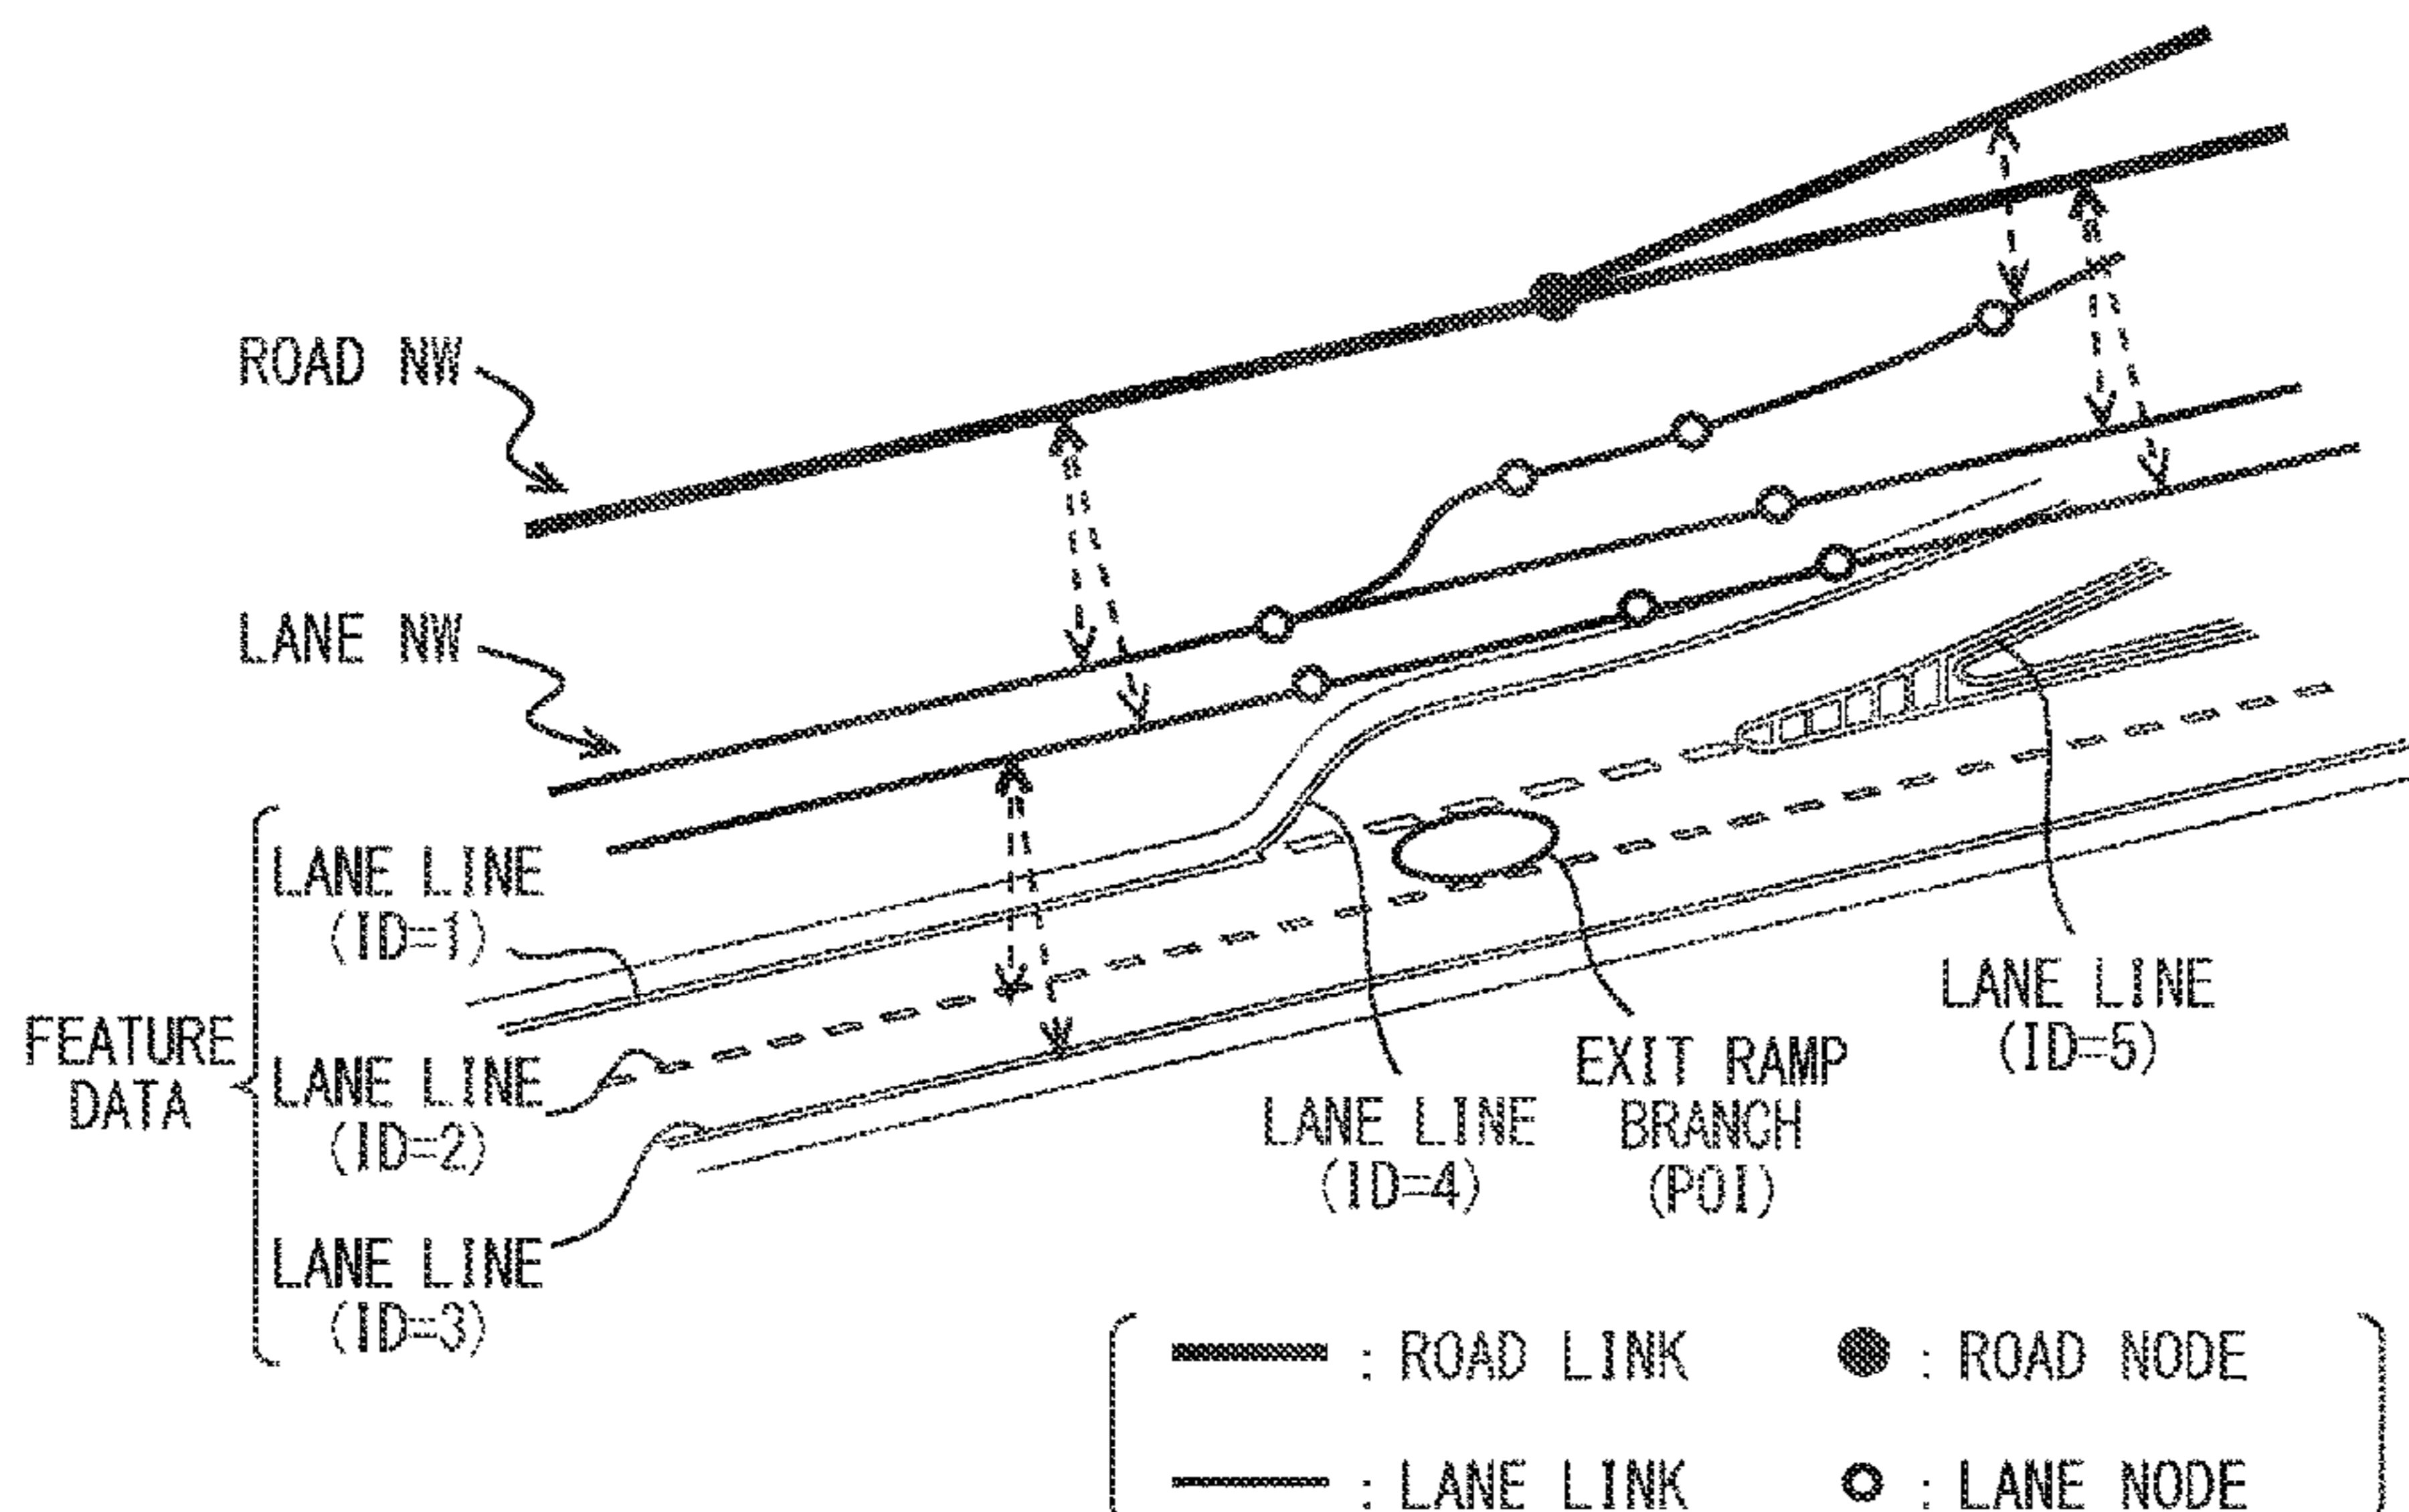 ROAD NW
LANE NW
FEATURE
DATA
LANE LINE
(ID=1)
LANE LINE
(ID=2)
LANE LINE
(ID=3)
LANE LINE
(ID=4)
EXIT RAMP
BRANCH
(POI)
LANE LINE
(ID=5)
: ROAD LINK
: ROAD NODE
: LANE LINK
: LANE NODE